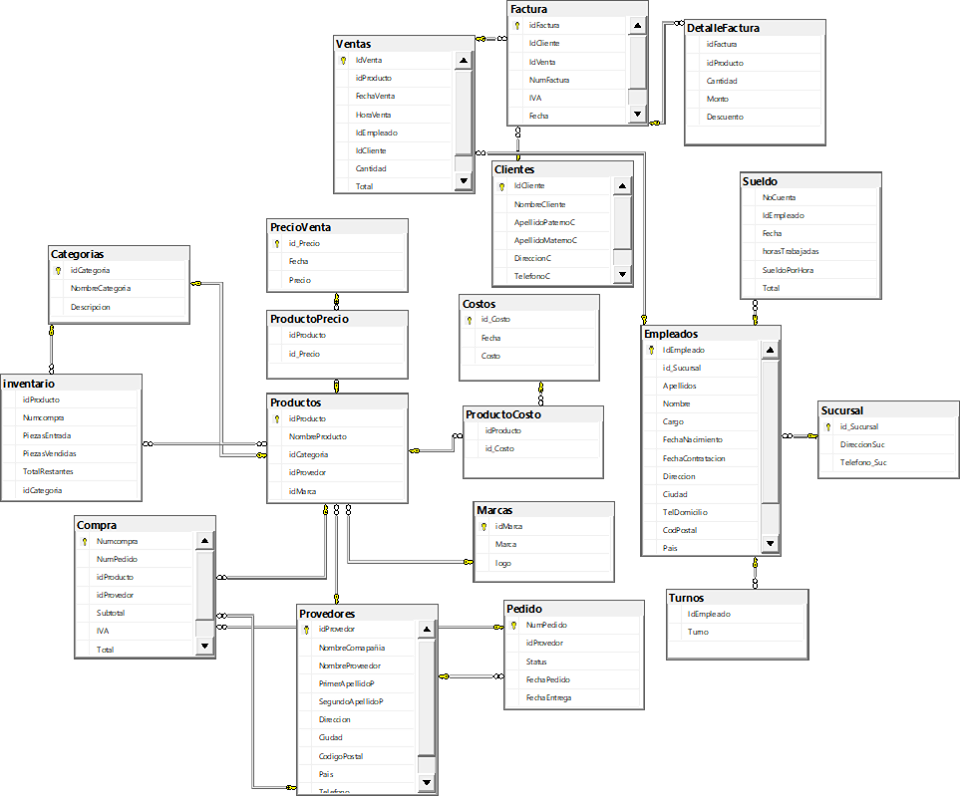 Factura
idFactura
IdCliente
IdVenta
NumFactura
IVA
Fecha
DetalleFactura
idFactura
idProducto
Cantidad
Monto
Descuento
Ventas
IdVenta
idProducto
FechaVenta
HoraVenta
IdEmpleado
IdCliente
Cantidad
Total
Clientes
IdCliente
NombreCliente
ApellidoPaternoC
ApellidoMaternoC
DireccionC
TelefonoC
Sueldo
NoCuenta
IdEmpleado
Fecha
horasTrabajadas
SueldoPorHora
Total
PrecioVenta
id_Precio
Fecha
Precio
Categorias
idCategoria
NombreCategoria
Descripcion
Costos
id_Costo
Fecha
Costo
ProductoPrecio
idProducto
id_Precio
Empleados
IdEmpleado
id_Sucursal
Apellidos
Nombre
Cargo
FechaNacimiento
FechaContratacion
Direccion
Ciudad
TelDomicilio
CodPostal
Pais
inventario
idProducto
Numcompra
PiezasEntrada
PiezasVendidas
TotalRestantes
idCategoria
Productos
idProducto
NombreProducto
idCategoria
idProvedor
idMarca
ProductoCosto
idProducto
id_Costo
Sucursal
id_Sucursal
DireccionSuc
Telefono_Suc
Marcas
idMarca
Marca
logo
Compra
Numcompra
NumPedido
idProducto
idProvedor
Subtotal
IVA
Total
Turnos
IdEmpleado
Turno
Provedores
idProvedor
NombreComapañia
NombreProveedor
PrimerApellidoP
SegundoApellidoP
Direccion
Ciudad
CodigoPostal
Pais
Telefono
Pedido
NumPedido
idProvedor
Status
FechaPedido
FechaEntrega